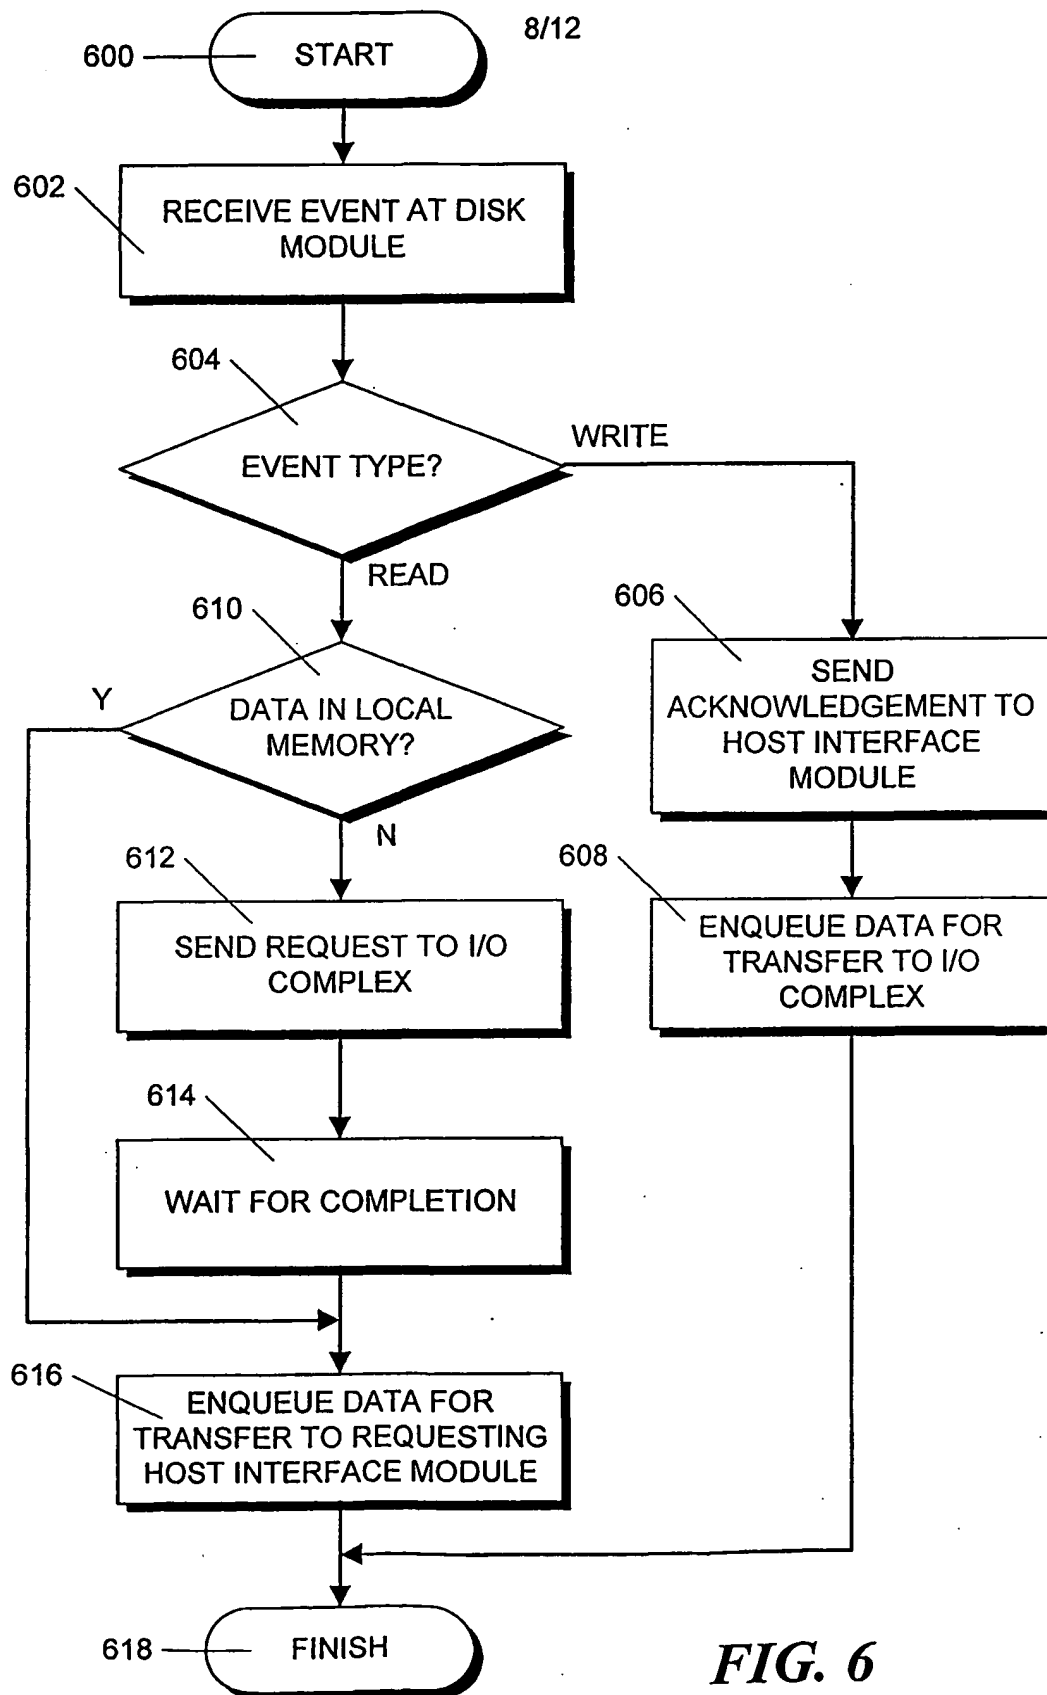 8/12
600
START
602
RECEIVE EVENT AT DISK
MODULE
604
EVENT TYPE?
WRITE
READ
610
606
Y
DATA IN LOCAL
MEMORY?
SEND
ACKNOWLEDGEMENT TO
HOST INTERFACE
MODULE
N
612
608
SEND REQUEST TO I/O
COMPLEX
ENQUEUE DATA FOR
TRANSFER TO I/O
COMPLEX
614
WAIT FOR COMPLETION
616
ENQUEUE DATA FOR
TRANSFER TO REQUESTING
HOST INTERFACE MODULE
618
FINISH
FIG. 6